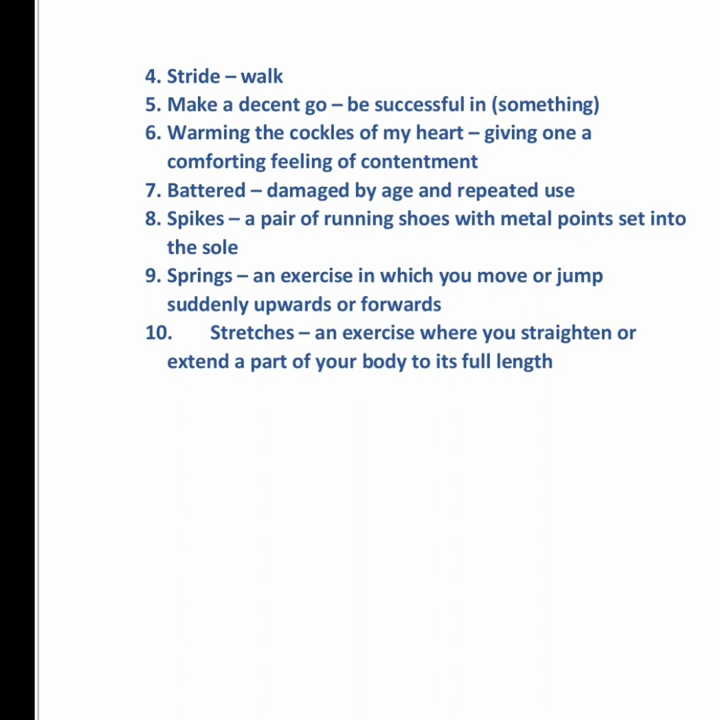 4. Stride – walk
5. Make a decent go – be successful in (something)
6. Warming the cockles of my heart – giving one a
comforting feeling of contentment
7. Battered – damaged by age and repeated use
8. Spikes – a pair of running shoes with metal points set into
the sole
9. Springs – an exercise in which you move or jump
suddenly upwards or forwards
10. Stretches – an exercise where you straighten or
extend a part of your body to its full length